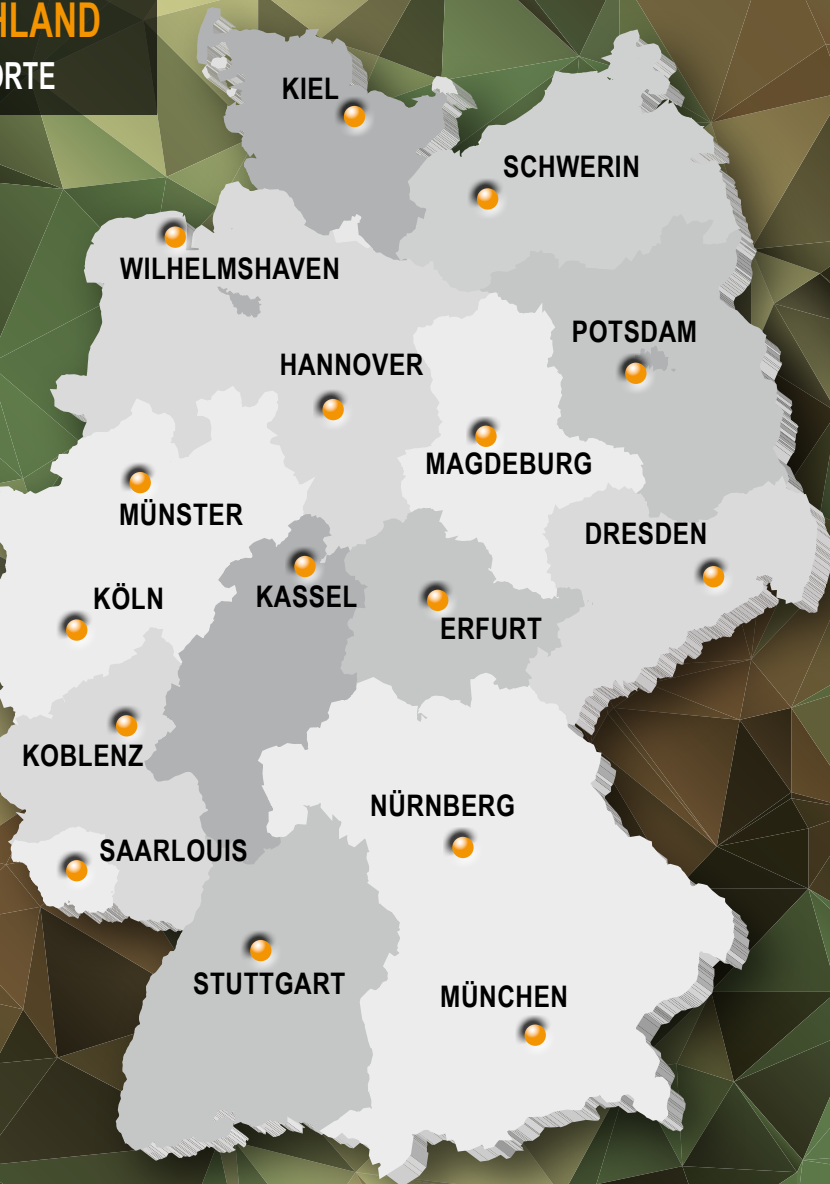 HLAND
ORTE
KIEL
SCHWERIN
WILHELMSHAVEN
POTSDAM
HANNOVER
MAGDEBURG
MÜNSTER
DRESDEN
KÖLN
KASSEL
ERFURT
KOBLENZ
NÜRNBERG
SAARLOUIS
STUTTGART
MÜNCHEN